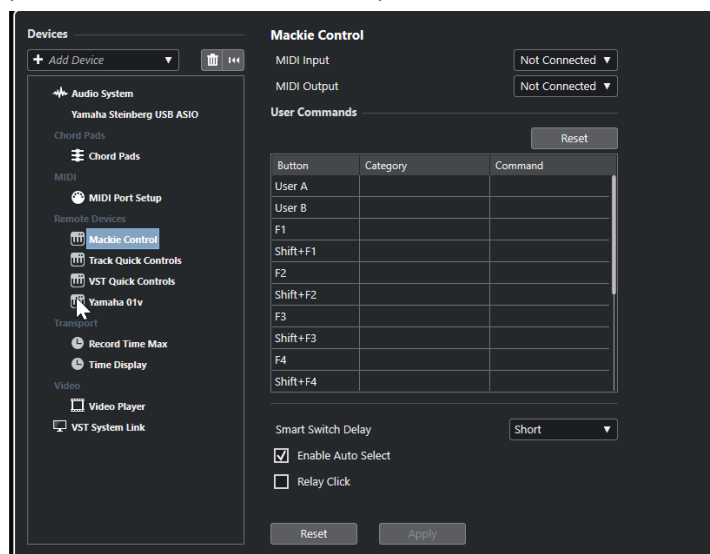 Devices
Add Device
Audio System
Yamaha Steinberg USB ASIO
Chord Pads
Chord Pads
MIDI
MIDI Port Setup
Remote Devices
Mackie Control
Track Quick Controls
VST Quick Controls
Yamaha 01v
Transport
Record Time Max
Time Display
Video
Video Player
VST System Link
Mackie Control
MIDI Input Not Connected
MIDI Output Not Connected
User Commands
Reset
Button Category Command
User A
User B
F1
Shift+F1
F2
Shift+F2
F3
Shift+F3
F4
Shift+F4
Smart Switch Delay Short
Enable Auto Select
Relay Click
Reset Apply